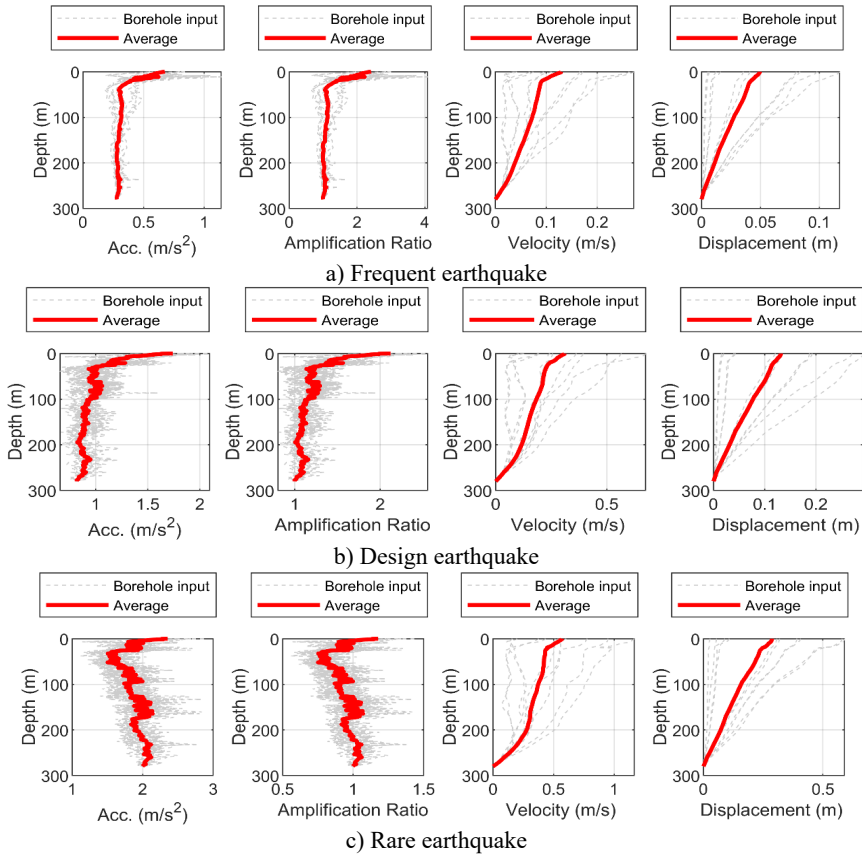 Borehole input
Average
Borehole input
Average
Borehole input
Average
Borehole input
Average
0
100
200
300
Depth (m)
0 0.5 1
Acc. (m/s²)
0
100
200
300
Depth (m)
0 2 4
Amplification Ratio
0
100
200
300
Depth (m)
0 0.1 0.2
Velocity (m/s)
0
100
200
300
Depth (m)
0 0.05 0.1
Displacement (m)
a) Frequent earthquake
Borehole input
Average
Borehole input
Average
Borehole input
Average
Borehole input
Average
0
100
200
300
Depth (m)
1 1.5 2
Acc. (m/s²)
0
100
200
300
Depth (m)
1 2
Amplification Ratio
0
100
200
300
Depth (m)
0 0.5
Velocity (m/s)
0
100
200
300
Depth (m)
0 0.1 0.2 0.3
Displacement (m)
b) Design earthquake
Borehole input
Average
Borehole input
Average
Borehole input
Average
Borehole input
Average
0
100
200
300
Depth (m)
1 2 3
Acc. (m/s²)
0
100
200
300
Depth (m)
0.5 1 1.5
Amplification Ratio
0
100
200
300
Depth (m)
0 0.5 1
Velocity (m/s)
0
100
200
300
Depth (m)
0 0.5
Displacement (m)
c) Rare earthquake